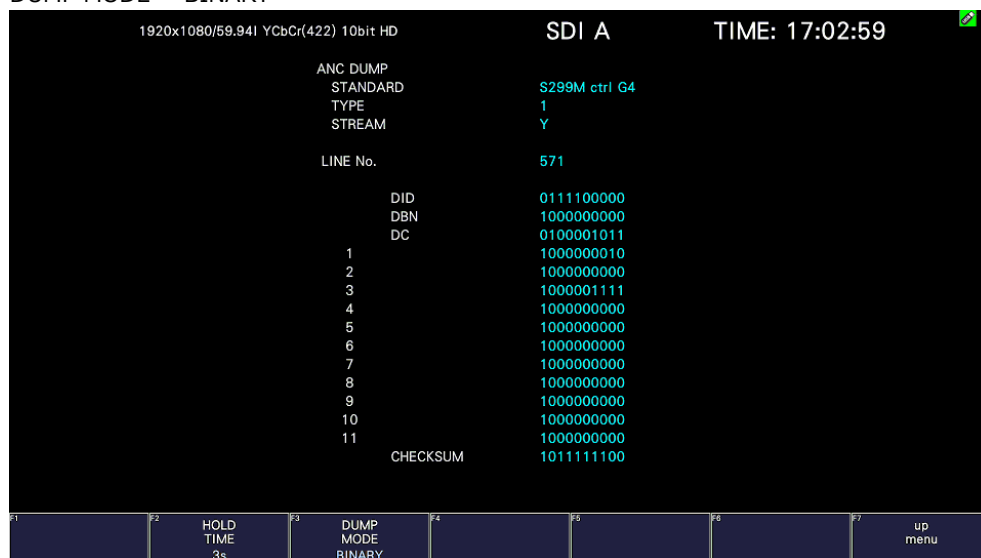 1920x1080/59.94I YCbCr(422) 10bit HD SDI A TIME: 17:02:59
ANC DUMP
STANDARD S299M ctrl G4
TYPE 1
STREAM Y
LINE No. 571
DID 0111100000
DBN 1000000000
DC 0100001011
1 1000000010
2 1000000000
3 1000001111
4 1000000000
5 1000000000
6 1000000000
7 1000000000
8 1000000000
9 1000000000
10 1000000000
11 1000000000
CHECKSUM 1011111100
F1
F2 HOLD TIME 3s
F3 DUMP MODE BINARY
F4
F5
F6
F7 up menu